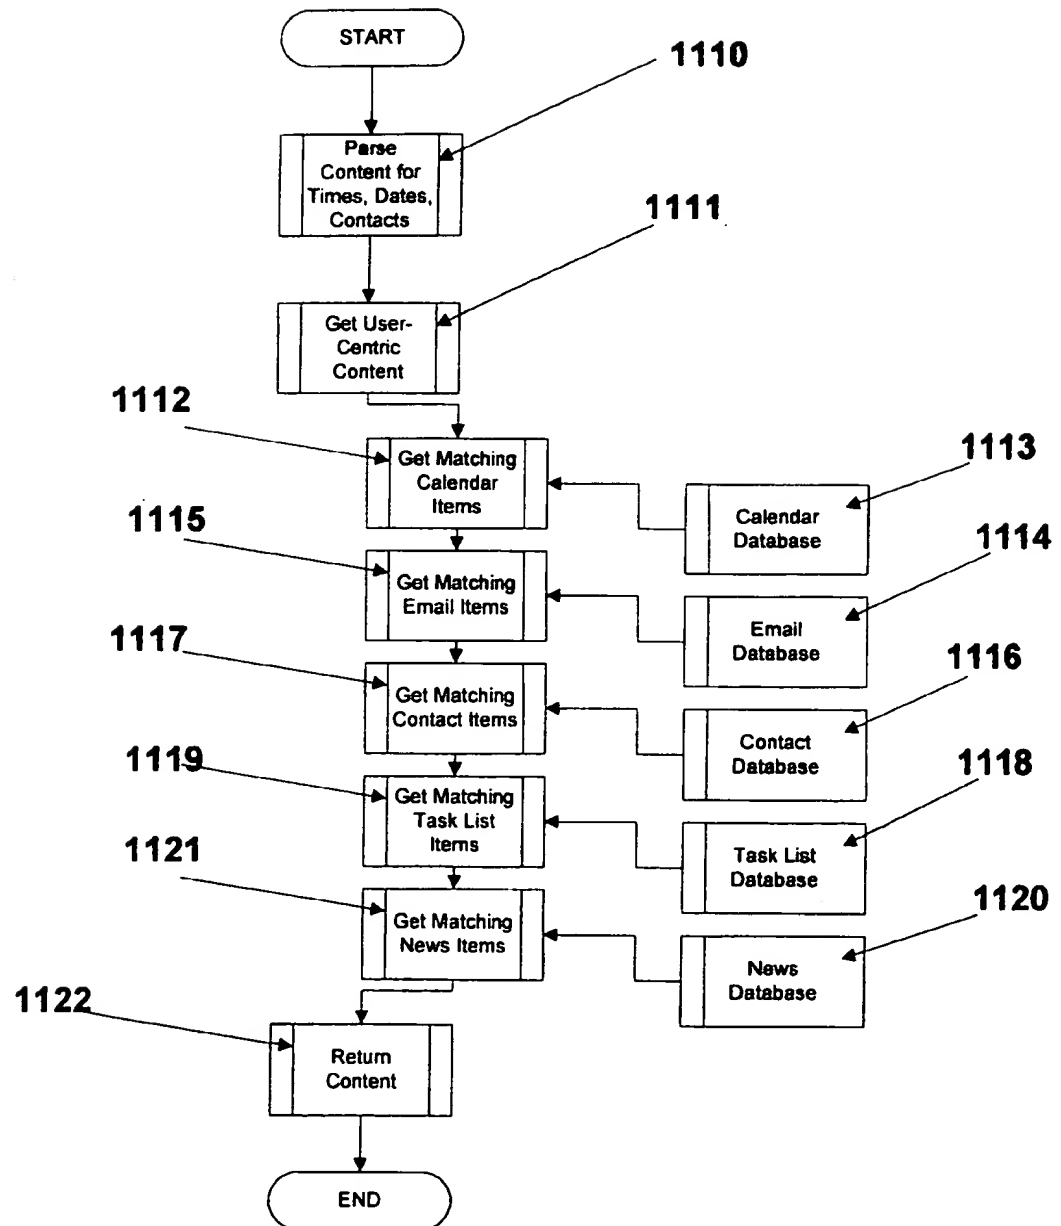 START
1110
Parse
Content for
Times, Dates,
Contacts
1111
Get User-
Centric
Content
1112
Get Matching
Calendar
Items
1113
Calendar
Database
1115
Get Matching
Email Items
1114
Email
Database
1117
Get Matching
Contact Items
1116
Contact
Database
1119
Get Matching
Task List
Items
1118
Task List
Database
1121
Get Matching
News Items
1120
News
Database
1122
Return
Content
END